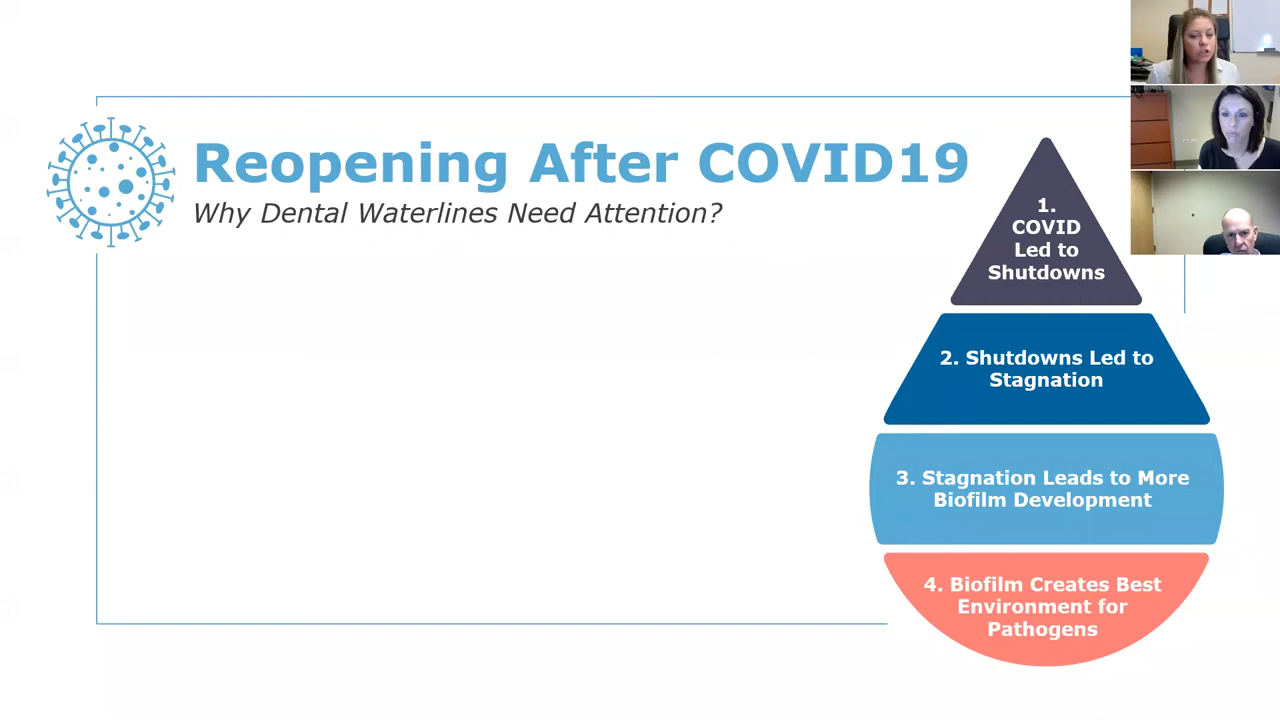 Reopening After COVID19
Why Dental Waterlines Need Attention?
1.
COVID
Led to
Shutdowns
2. Shutdowns Led to
Stagnation
3. Stagnation Leads to More
Biofilm Development
4. Biofilm Creates Best
Environment for
Pathogens